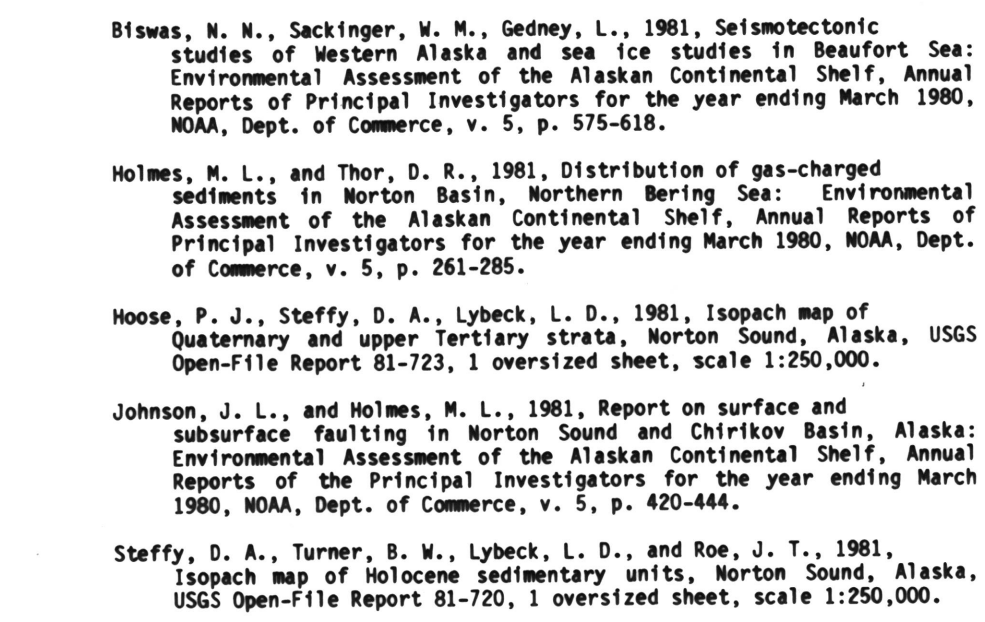 Biswas, N. N., Sackinger, W. M., Gedney, L., 1981, Seismotectonic
studies of Western Alaska and sea ice studies in Beaufort Sea:
Environmental Assessment of the Alaskan Continental Shelf, Annual
Reports of Principal Investigators for the year ending March 1980,
NOAA, Dept. of Commerce, v. 5, p. 575-618.
Holmes, M. L., and Thor, D. R., 1981, Distribution of gas-charged
sediments in Norton Basin, Northern Bering Sea: Environmental
Assessment of the Alaskan Continental Shelf, Annual Reports of
Principal Investigators for the year ending March 1980, NOAA, Dept.
of Commerce, v. 5, p. 261-285.
Hoose, P. J., Steffy, D. A., Lybeck, L. D., 1981, Isopach map of
Quaternary and upper Tertiary strata, Norton Sound, Alaska, USGS
Open-File Report 81-723, 1 oversized sheet, scale 1:250,000.
Johnson, J. L., and Holmes, M. L., 1981, Report on surface and
subsurface faulting in Norton Sound and Chirikov Basin, Alaska:
Environmental Assessment of the Alaskan Continental Shelf, Annual
Reports of the Principal Investigators for the year ending March
1980, NOAA, Dept. of Commerce, v. 5, p. 420-444.
Steffy, D. A., Turner, B. W., Lybeck, L. D., and Roe, J. T., 1981,
Isopach map of Holocene sedimentary units, Norton Sound, Alaska,
USGS Open-File Report 81-720, 1 oversized sheet, scale 1:250,000.